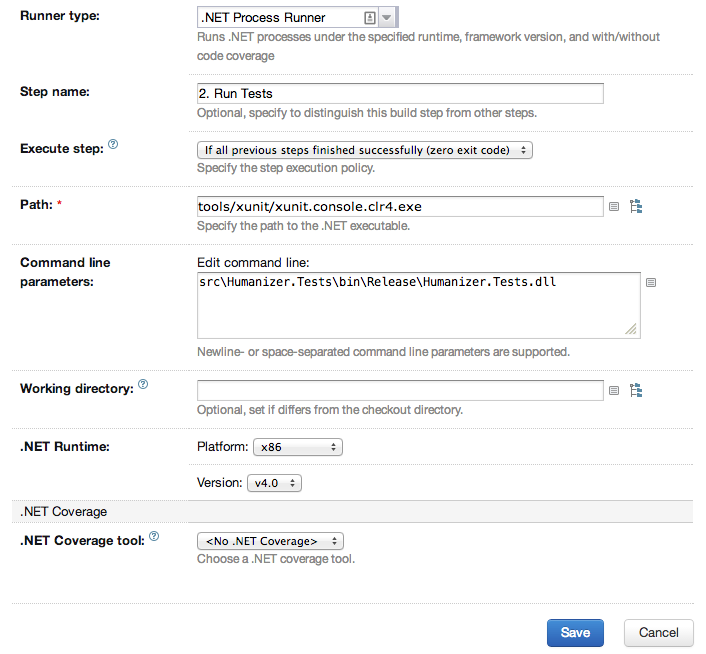 Runner type:
.NET Process Runner
Runs .NET processes under the specified runtime, framework version, and with/without
code coverage
Step name:
2. Run Tests
Optional, specify to distinguish this build step from other steps.
Execute step: ?
If all previous steps finished successfully (zero exit code)
Specify the step execution policy.
Path: *
tools/xunit/xunit.console.clr4.exe
Specify the path to the .NET executable.
Command line
parameters:
Edit command line:
src\Humanizer.Tests\bin\Release\Humanizer.Tests.dll
Newline- or space-separated command line parameters are supported.
Working directory: ?
Optional, set if differs from the checkout directory.
.NET Runtime:
Platform: x86
Version: v4.0
.NET Coverage
.NET Coverage tool: ?
<No .NET Coverage>
Choose a .NET coverage tool.
Save
Cancel